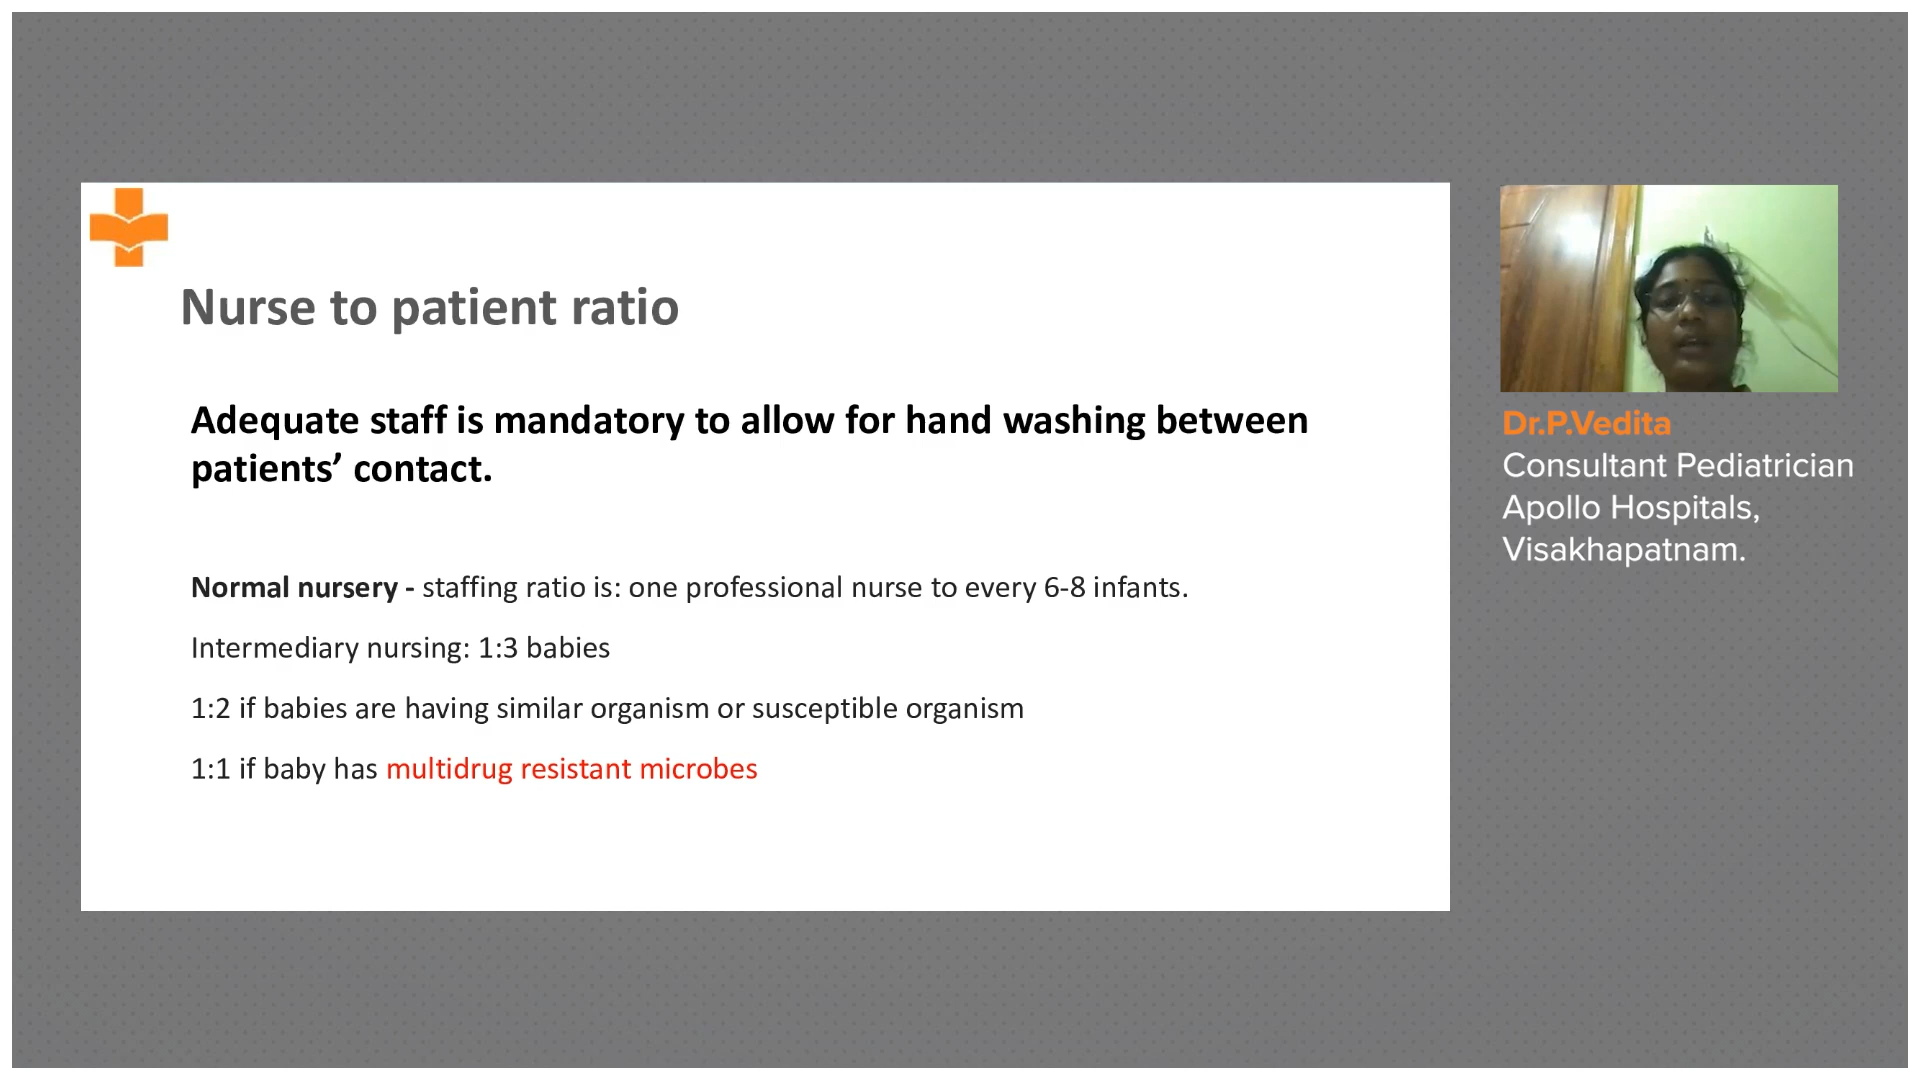 Nurse to patient ratio
Adequate staff is mandatory to allow for hand washing between
patients’ contact.
Normal nursery - staffing ratio is: one professional nurse to every 6-8 infants.
Intermediary nursing: 1:3 babies
1:2 if babies are having similar organism or susceptible organism
1:1 if baby has multidrug resistant microbes
Dr.P.Vedita
Consultant Pediatrician
Apollo Hospitals,
Visakhapatnam.